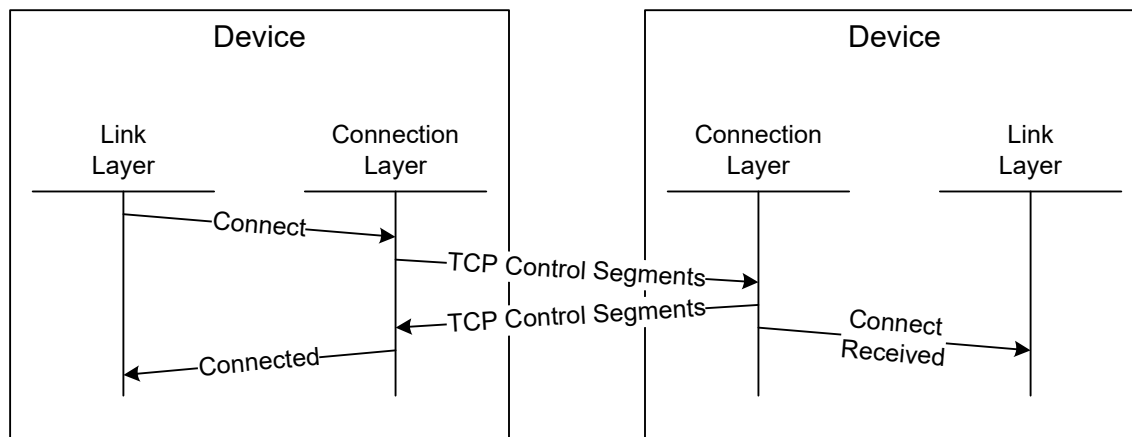 Device
Device
Link
Layer
Connection
Layer
Connection
Layer
Link
Layer
Connect
TCP Control Segments
TCP Control Segments
Connect
Received
Connected